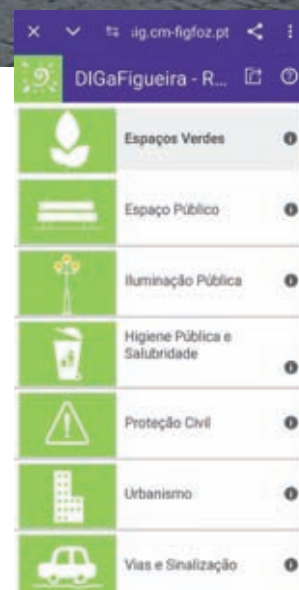 sig.cm-figfoz.pt
DIGaFigueira - R...
Espaços Verdes
Espaço Público
Iluminação Pública
Higiene Pública e
Salubridade
Proteção Civil
Urbanismo
Vias e Sinalização